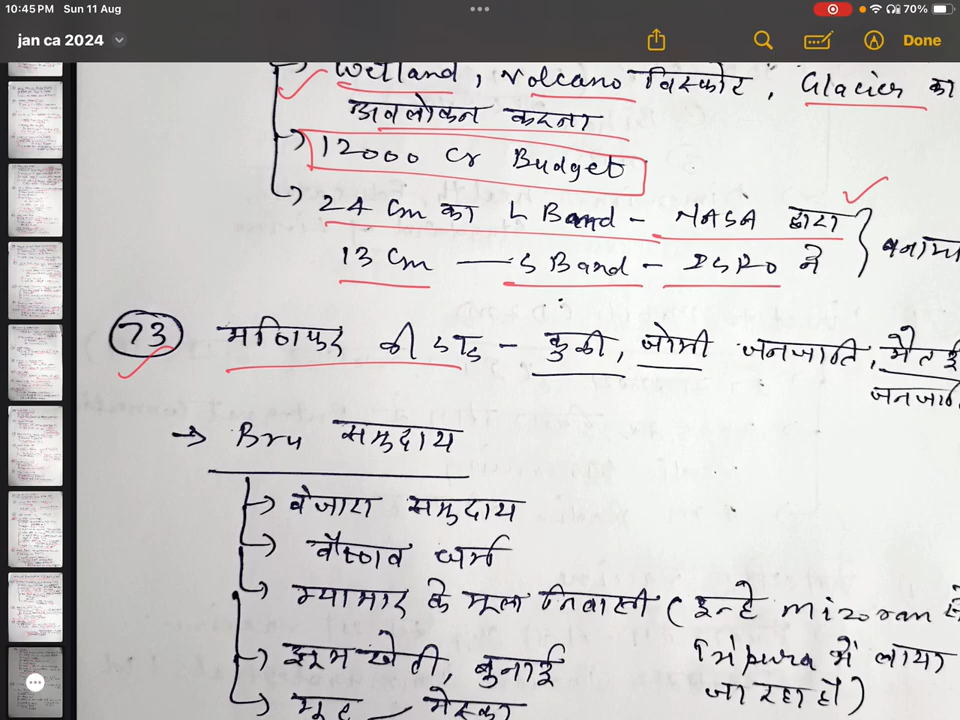 10:45 PM Sun 11 Aug 70%
jan ca 2024 Done
→ Wetland, Volcano विस्फोट, Glacier का
अवलोकन करना
→ 12000 Cr Budget
→ 24 Cm का L Band - NASA द्वारा
13 Cm — S Band - ISRO ने
73 मणिपुर की - कुकी, जोमी जनजाति, मैतई
जनजाति
→ Bru समुदाय
→ समुदाय
→ वैष्णव धर्म
→ म्यामार के मूल निवासी (इन्हे Mizoram से
Tripura में लाया
जा रहा है)
→ झूम खेती, बुनाई
→